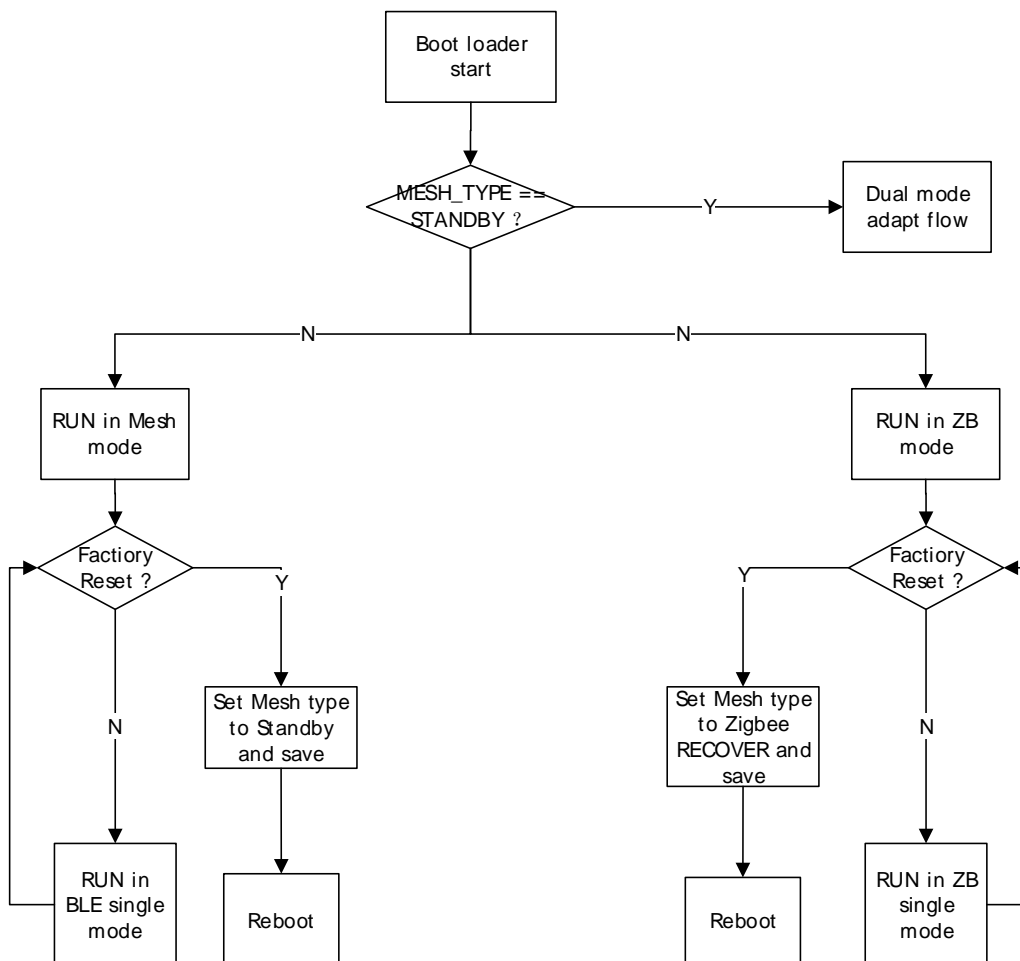 Boot loader
start
MESH_TYPE ==
STANDBY ?
Y
Dual mode
adapt flow
N
N
RUN in Mesh
mode
RUN in ZB
mode
Factiory
Reset ?
Y
Factiory
Reset ?
Y
Set Mesh type
to Standby
and save
Set Mesh type
to Zigbee
RECOVER and
save
N
N
RUN in
BLE single
mode
Reboot
Reboot
RUN in ZB
single
mode